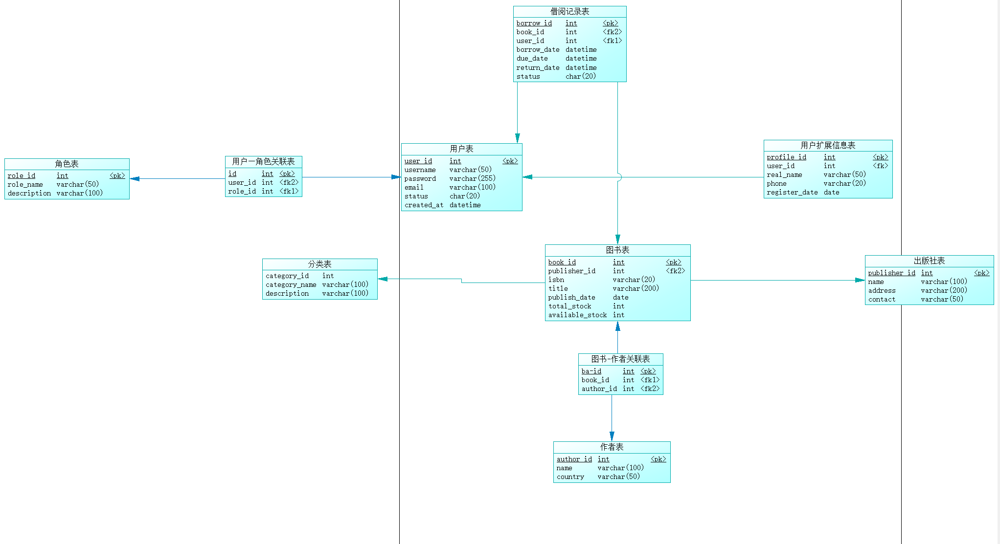 借阅记录表
borrow_id int <pk>
book_id int <fk2>
user_id int <fk1>
borrow_date datetime
due_date datetime
return_date datetime
status char(20)
角色表
role_id int <pk>
role_name varchar(50)
description varchar(100)
用户—角色关联表
id int <pk>
user_id int <fk2>
role_id int <fk1>
用户表
user_id int <pk>
username varchar(50)
password varchar(255)
email varchar(100)
status char(20)
created_at datetime
用户扩展信息表
profile_id int <pk>
user_id int <fk>
real_name varchar(50)
phone varchar(20)
register_date date
分类表
category_id int
category_name varchar(100)
description varchar(100)
图书表
book_id int <pk>
publisher_id int <fk2>
isbn varchar(20)
title varchar(200)
publish_date date
total_stock int
available_stock int
出版社表
publisher_id int <pk>
name varchar(100)
address varchar(200)
contact varchar(50)
图书-作者关联表
ba-id int <pk>
book_id int <fk1>
author_id int <fk2>
作者表
author_id int <pk>
name varchar(100)
country varchar(50)